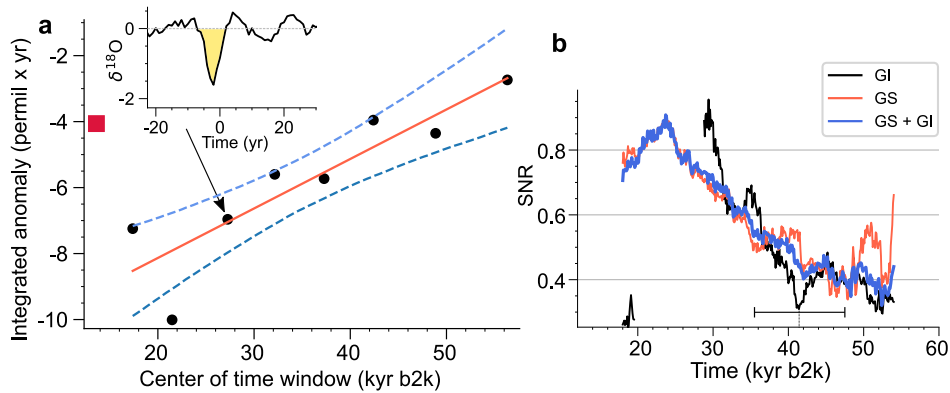 a
Integrated anomaly (permil x yr)
-2
-4
-6
-8
-10
20
30
40
50
Center of time window (kyr b2k)
δ18O
0
-2
-20
0
20
Time (yr)
b
GI
GS
GS + GI
SNR
0.8
0.6
0.4
20
30
40
50
60
Time (kyr b2k)